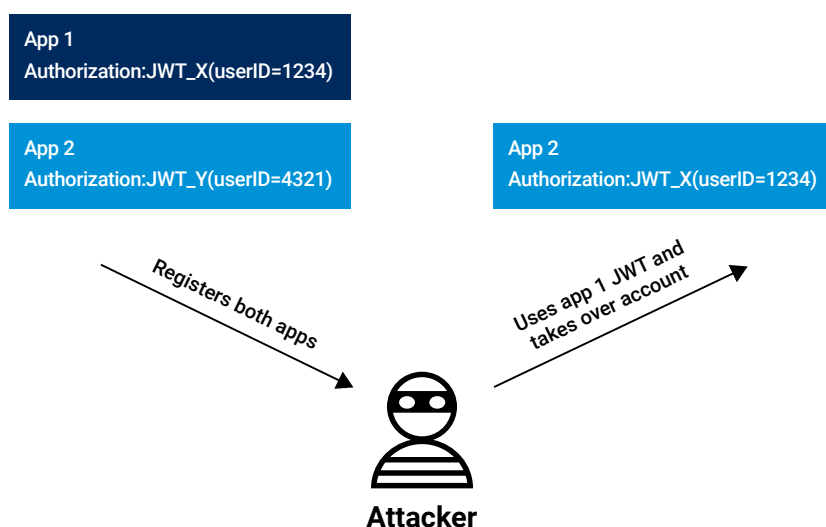 App 1
Authorization:JWT_X(userID=1234)
App 2
Authorization:JWT_Y(userID=4321)
App 2
Authorization:JWT_X(userID=1234)
Registers both apps
Uses app 1 JWT and
takes over account
Attacker